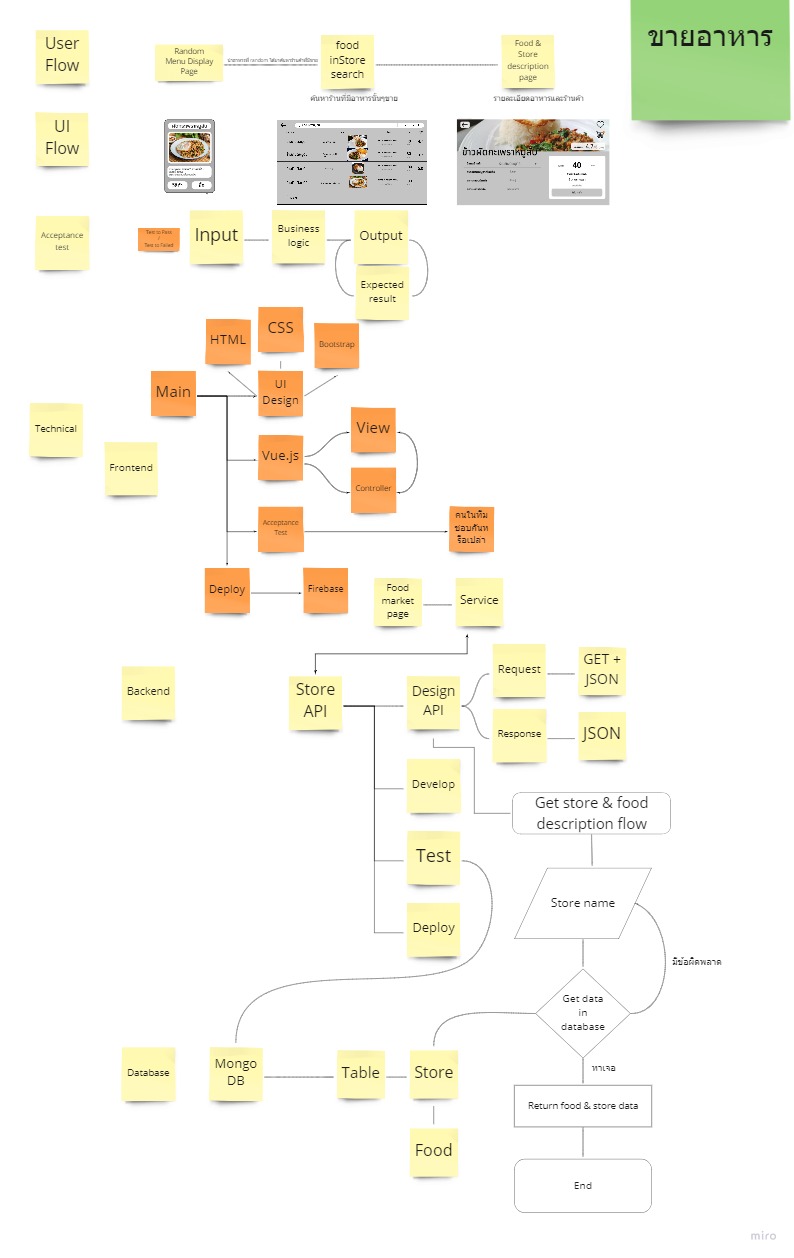 ขายอาหาร
User
Flow
Random
Menu Display
Page
food
inStore
search
Food &
Store
description
page
ค้นหาร้านที่มีอาหารนั้นๆขาย
รายละเอียดอาหารและร้านค้า
UI
Flow
ข้าวผัดกะเพราหมูสับ
4.7
40
Acceptance
test
Test to Pass
/
Test to Failed
Input
Business
logic
Output
Expected
result
HTML
CSS
Bootstrap
Main
UI
Design
Technical
Frontend
Vue.js
View
Controller
Acceptance
Test
คนในทีม
ชอบกันห
รือเปล่า
Deploy
Firebase
Food
market
page
Service
Backend
Store
API
Design
API
Request
GET +
JSON
Response
JSON
Develop
Get store & food
description flow
Test
Store name
Deploy
มีข้อผิดพลาด
Get data
in
database
หาเจอ
Database
Mongo
DB
Table
Store
Return food & store data
Food
End
miro